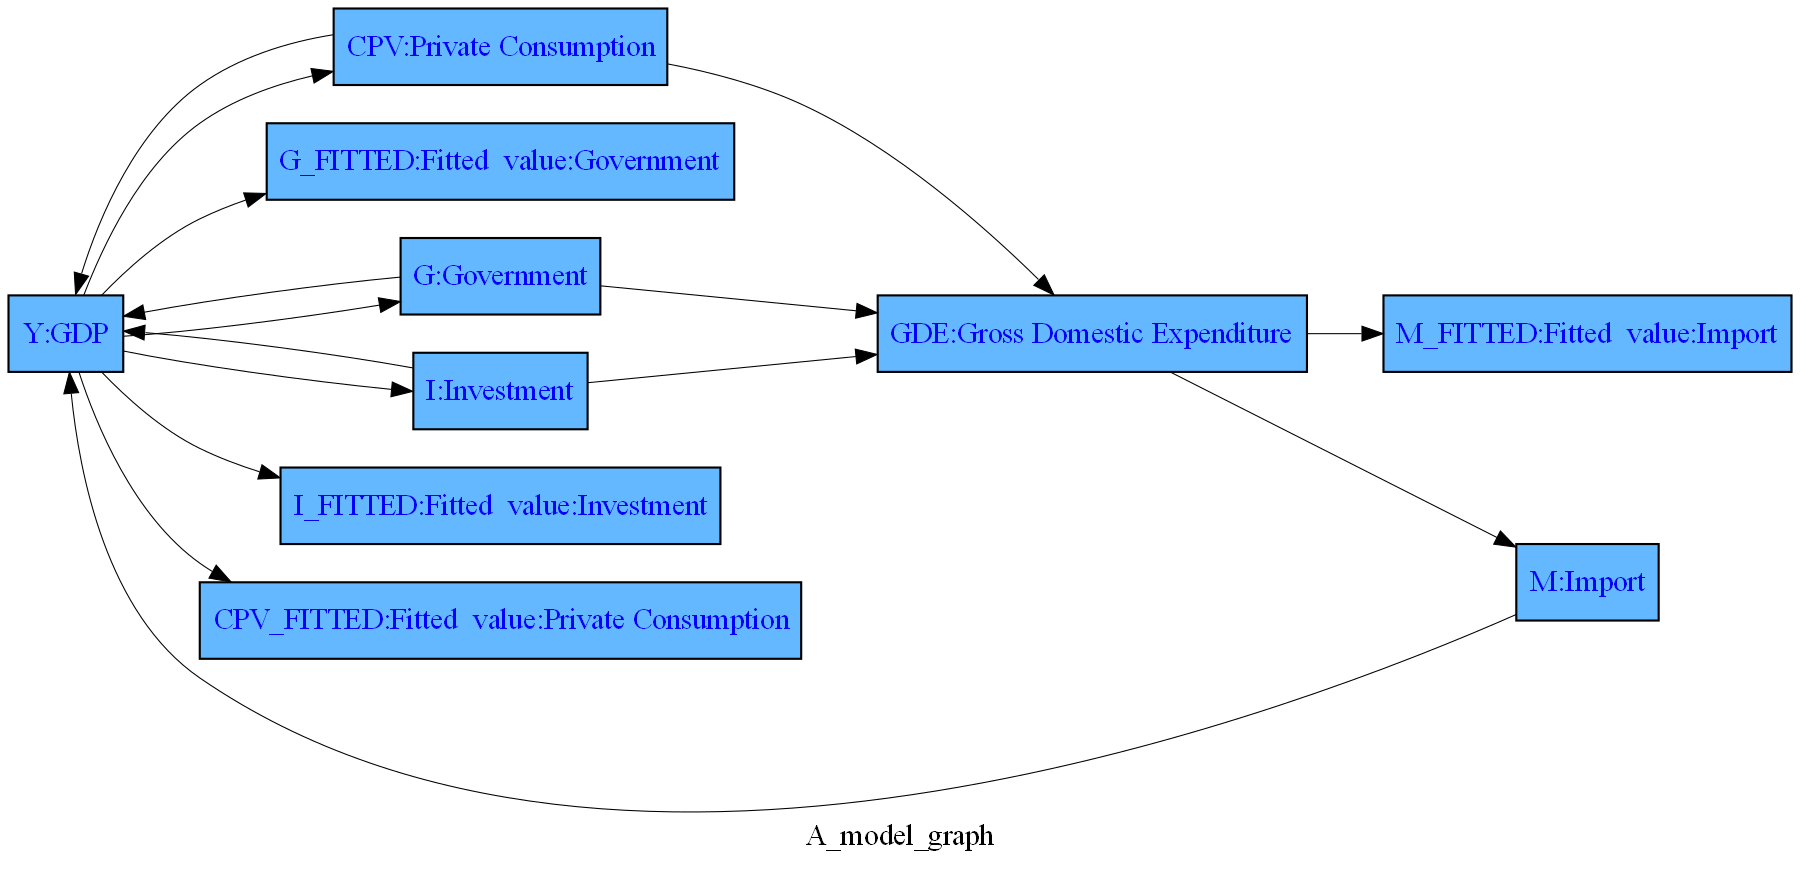 CPV:Private Consumption
G_FITTED:Fitted  value:Government
G:Government
Y:GDP
GDE:Gross Domestic Expenditure
M_FITTED:Fitted  value:Import
I:Investment
I_FITTED:Fitted  value:Investment
M:Import
CPV_FITTED:Fitted  value:Private Consumption
A_model_graph